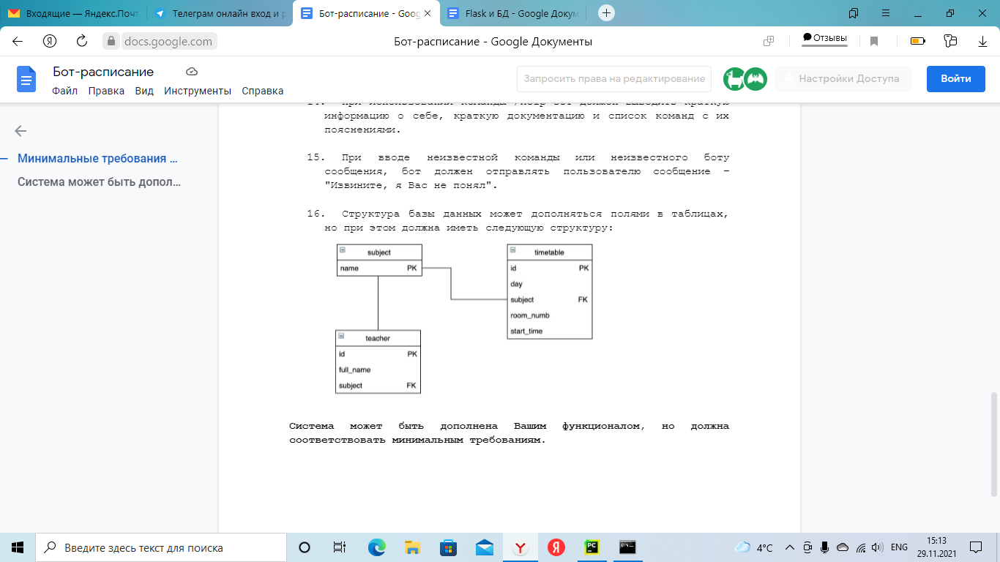 Входящие — Яндекс.Почт
Телеграм онлайн вход и р
Бот-расписание - Goog
Flask и БД - Google Докум
docs.google.com
Бот-расписание - Google Документы
Отзывы
Бот-расписание
Запросить права на редактирование
Настройки Доступа
Войти
Файл Правка Вид Инструменты Справка
информацию о себе, краткую документацию и список команд с их
пояснениями.
Минимальные требования ...
Система может быть допол...
15. При вводе неизвестной команды или неизвестного боту
сообщения, бот должен отправлять пользователю сообщение –
"Извините, я Вас не понял".
16. Структура базы данных может дополняться полями в таблицах,
но при этом должна иметь следующую структуру:
subject
name PK
timetable
id PK
day
subject FK
room_numb
start_time
teacher
id PK
full_name
subject FK
Система может быть дополнена Вашим функционалом, но должна
соответствовать минимальным требованиям.
Введите здесь текст для поиска
4°C
ENG
15:13
29.11.2021